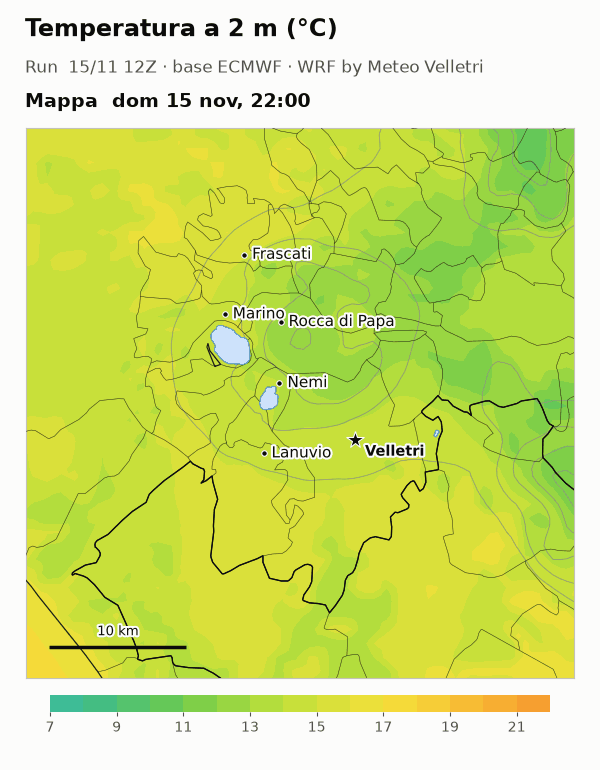 Temperatura a 2 m (°C)
Run  15/11 12Z · base ECMWF · WRF by Meteo Velletri
Mappa  dom 15 nov, 22:00
Frascati
Marino
Rocca di Papa
Nemi
Velletri
Lanuvio
10 km
7 9 11 13 15 17 19 21